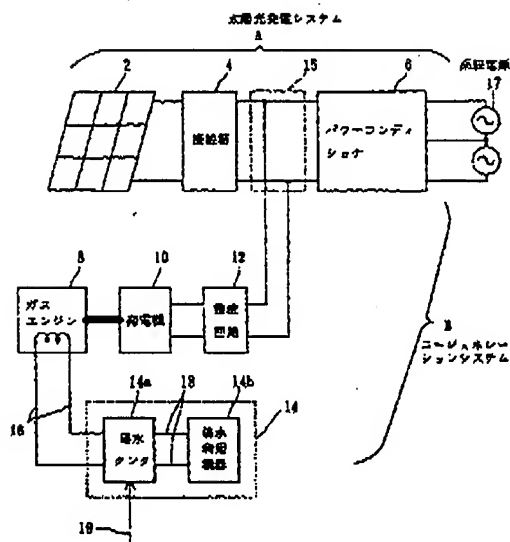 太陽光発電システム
A
2
4
15
6
系統電源
17
接続箱
パワーコンディ
ショナ
8
10
12
ガス
エンジン
発電機
整流
回路
B
コージェネレー
ションシステム
14a
18
14b
14
16
温水
タンク
温水
利用
機器
19